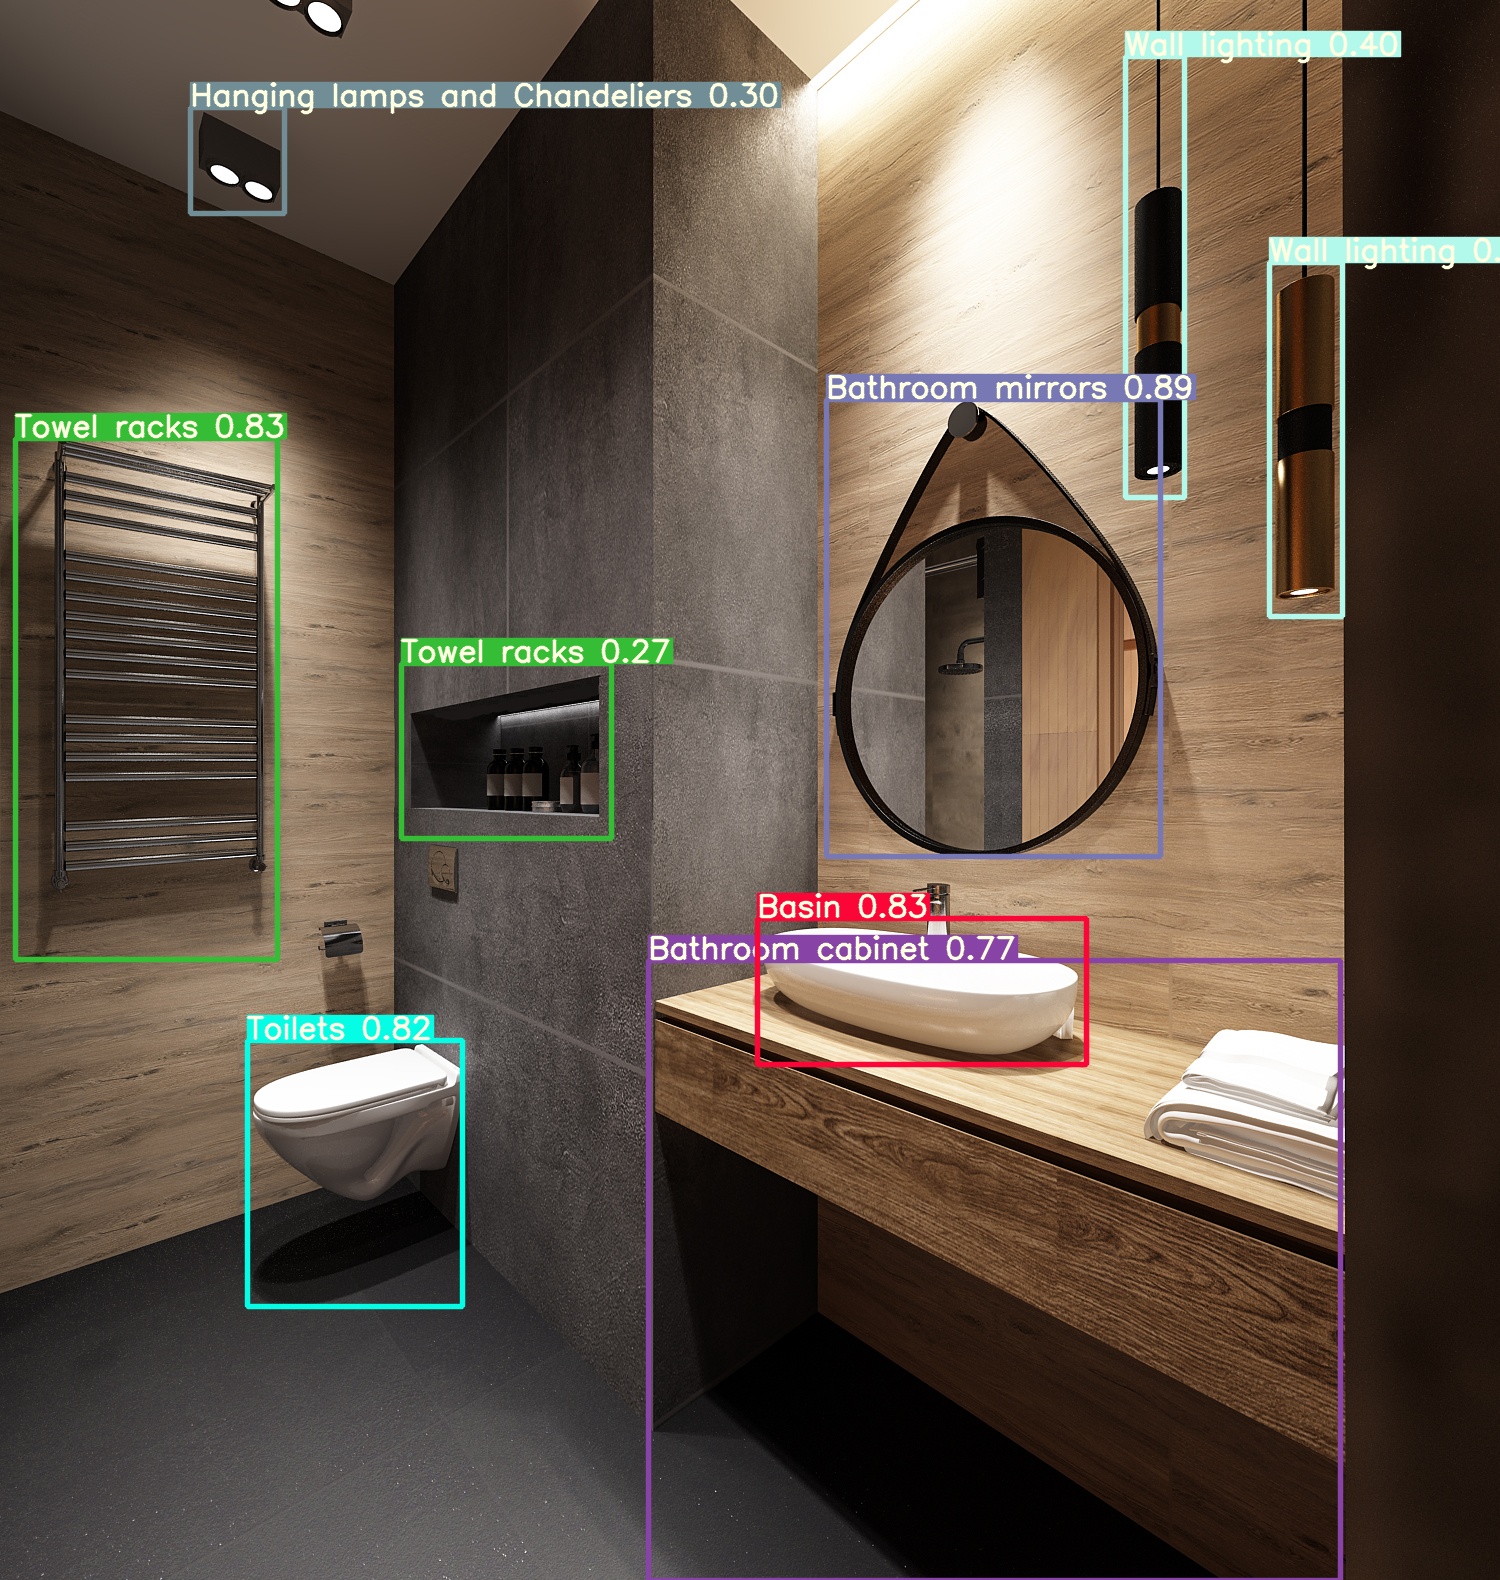 Wall lighting 0.40
Hanging lamps and Chandeliers 0.30
Wall lighting 0.
Bathroom mirrors 0.89
Towel racks 0.83
Towel racks 0.27
Basin 0.83
Bathroom cabinet 0.77
Toilets 0.82